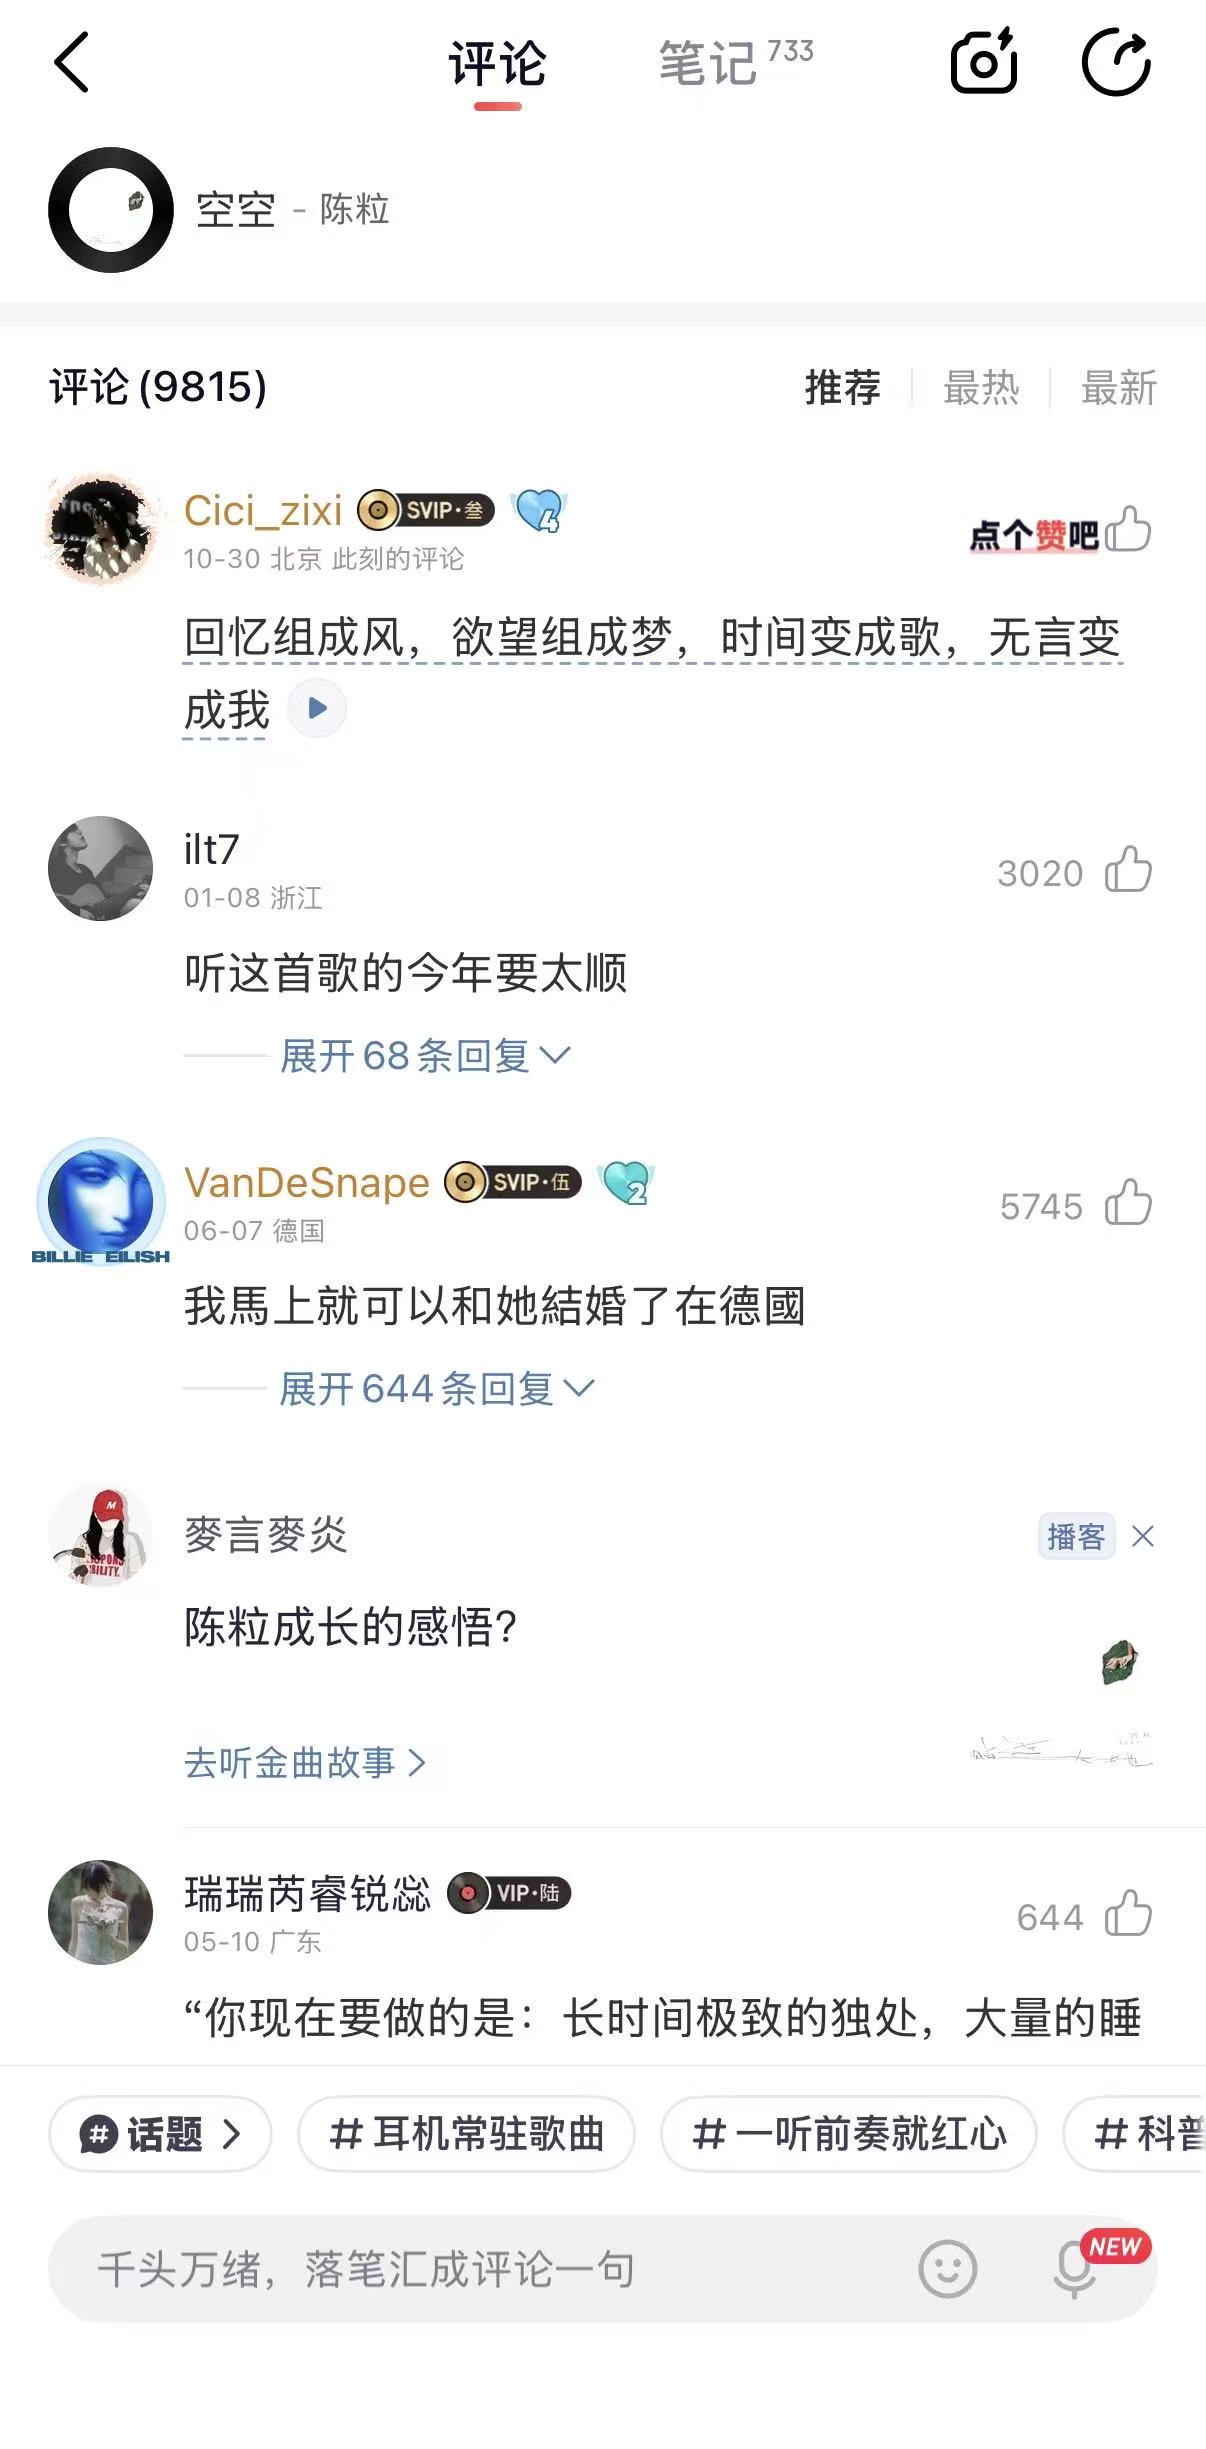 评论 笔记 733
空空 - 陈粒
评论(9815) 推荐 最热 最新
Cici_zixi SVIP·叁 4
10-30 北京 此刻的评论 点个赞吧
回忆组成风，欲望组成梦，时间变成歌，无言变
成我
ilt7
01-08 浙江 3020
听这首歌的今年要太顺
展开68条回复
VanDeSnape SVIP·伍 2
06-07 德国 5745
BILLIE EILISH
我馬上就可以和她結婚了在德國
展开644条回复
麥言麥炎 播客
陈粒成长的感悟?
去听金曲故事
瑞瑞芮睿锐惢 VIP·陆
05-10 广东 644
“你现在要做的是：长时间极致的独处，大量的睡
# 话题 # 耳机常驻歌曲 # 一听前奏就红心 # 科普
千头万绪，落笔汇成评论一句 NEW